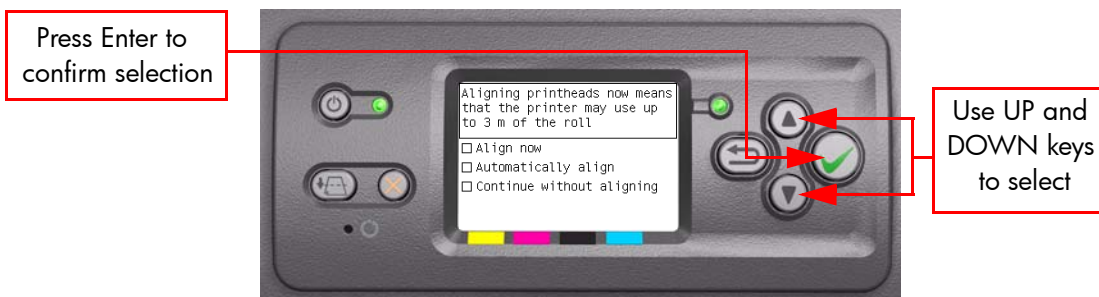 Press Enter to
confirm selection
Aligning printheads now means
that the printer may use up
to 3 m of the roll
Align now
Automatically align
Continue without aligning
Use UP and
DOWN keys
to select